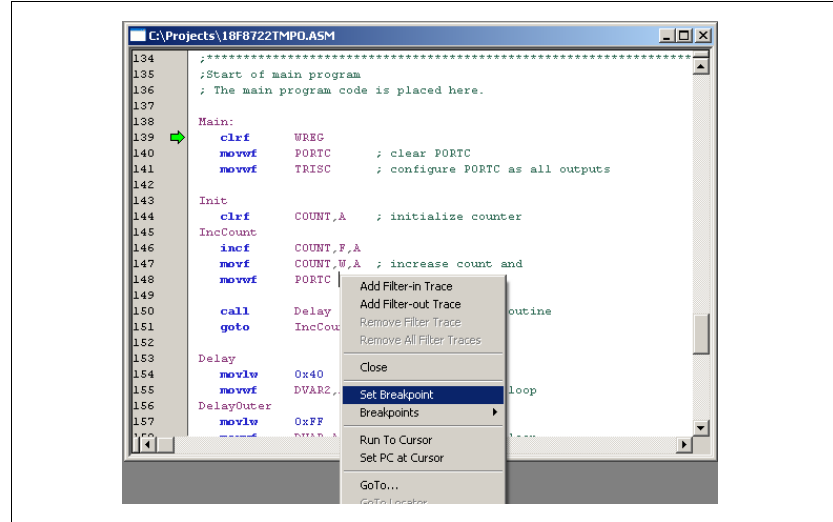 C:\Projects\18F8722TMPO.ASM
134 ;******************************************************************
135 ;Start of main program
136 ; The main program code is placed here.
137
138 Main:
139 clrf WREG
140 movwf PORTC ; clear PORTC
141 movwf TRISC ; configure PORTC as all outputs
142
143 Init
144 clrf COUNT,A ; initialize counter
145 IncCount
146 incf COUNT,F,A
147 movf COUNT,W,A ; increase count and
148 movwf PORTC
149
150 call Delay outine
151 goto IncCou
152
153 Delay
154 movlw 0x40
155 movwf DVAR2, loop
156 DelayOuter
157 movlw 0xFF
Add Filter-in Trace
Add Filter-out Trace
Remove Filter Trace
Remove All Filter Traces
Close
Set Breakpoint
Breakpoints
Run To Cursor
Set PC at Cursor
GoTo...
GoTo Locator